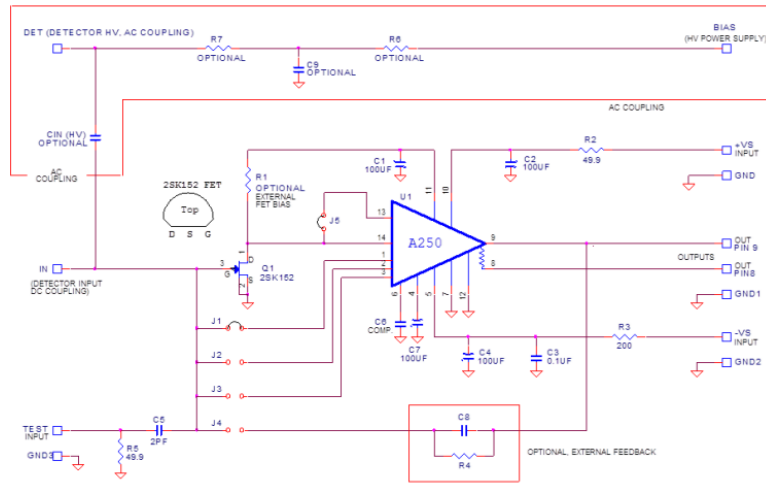 DET (DETECTOR HV, AC COUPLING)
R7
OPTIONAL
R6
OPTIONAL
BIAS
(HV POWER SUPPLY)
C9
OPTIONAL
AC COUPLING
CIN (HV)
OPTIONAL
AC
COUPLING
2SK152 FET
Top
D S G
R1
OPTIONAL
EXTERNAL
FET BIAS
C1
100UF
C2
100UF
R2
49.9
+VS
INPUT
GND
J5
U1
11
10
13
14
1
2
3
A250
9
8
6
4
5
7
12
OUT
PIN 9
OUTPUTS
OUT
PIN8
GND1
IN
(DETECTOR INPUT
DC COUPLING)
3
G
1
D
S
2
Q1
2SK152
C6
COMP.
C7
100UF
C4
100UF
C3
0.1UF
R3
200
-VS
INPUT
GND2
J1
J2
J3
J4
TEST
INPUT
C5
2PF
R5
49.9
GND3
C8
R4
OPTIONAL, EXTERNAL FEEDBACK